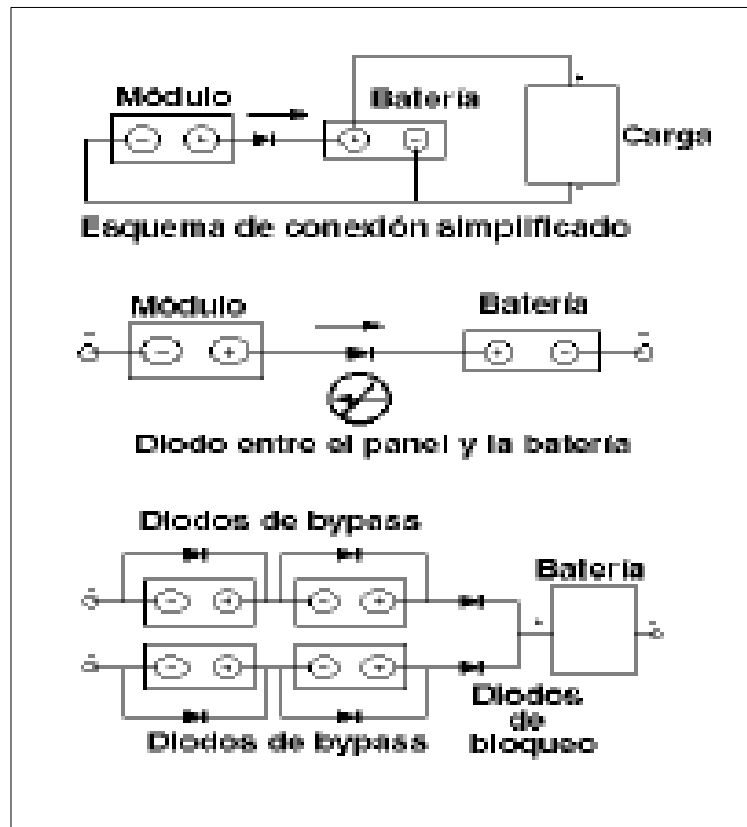 Módulo
Batería
Carga
Esquema de conexión simplificado
Módulo
Batería
Diodo entre el panel y la batería
Diodos de bypass
Batería
Diodos de bypass
Diodos
de
bloqueo